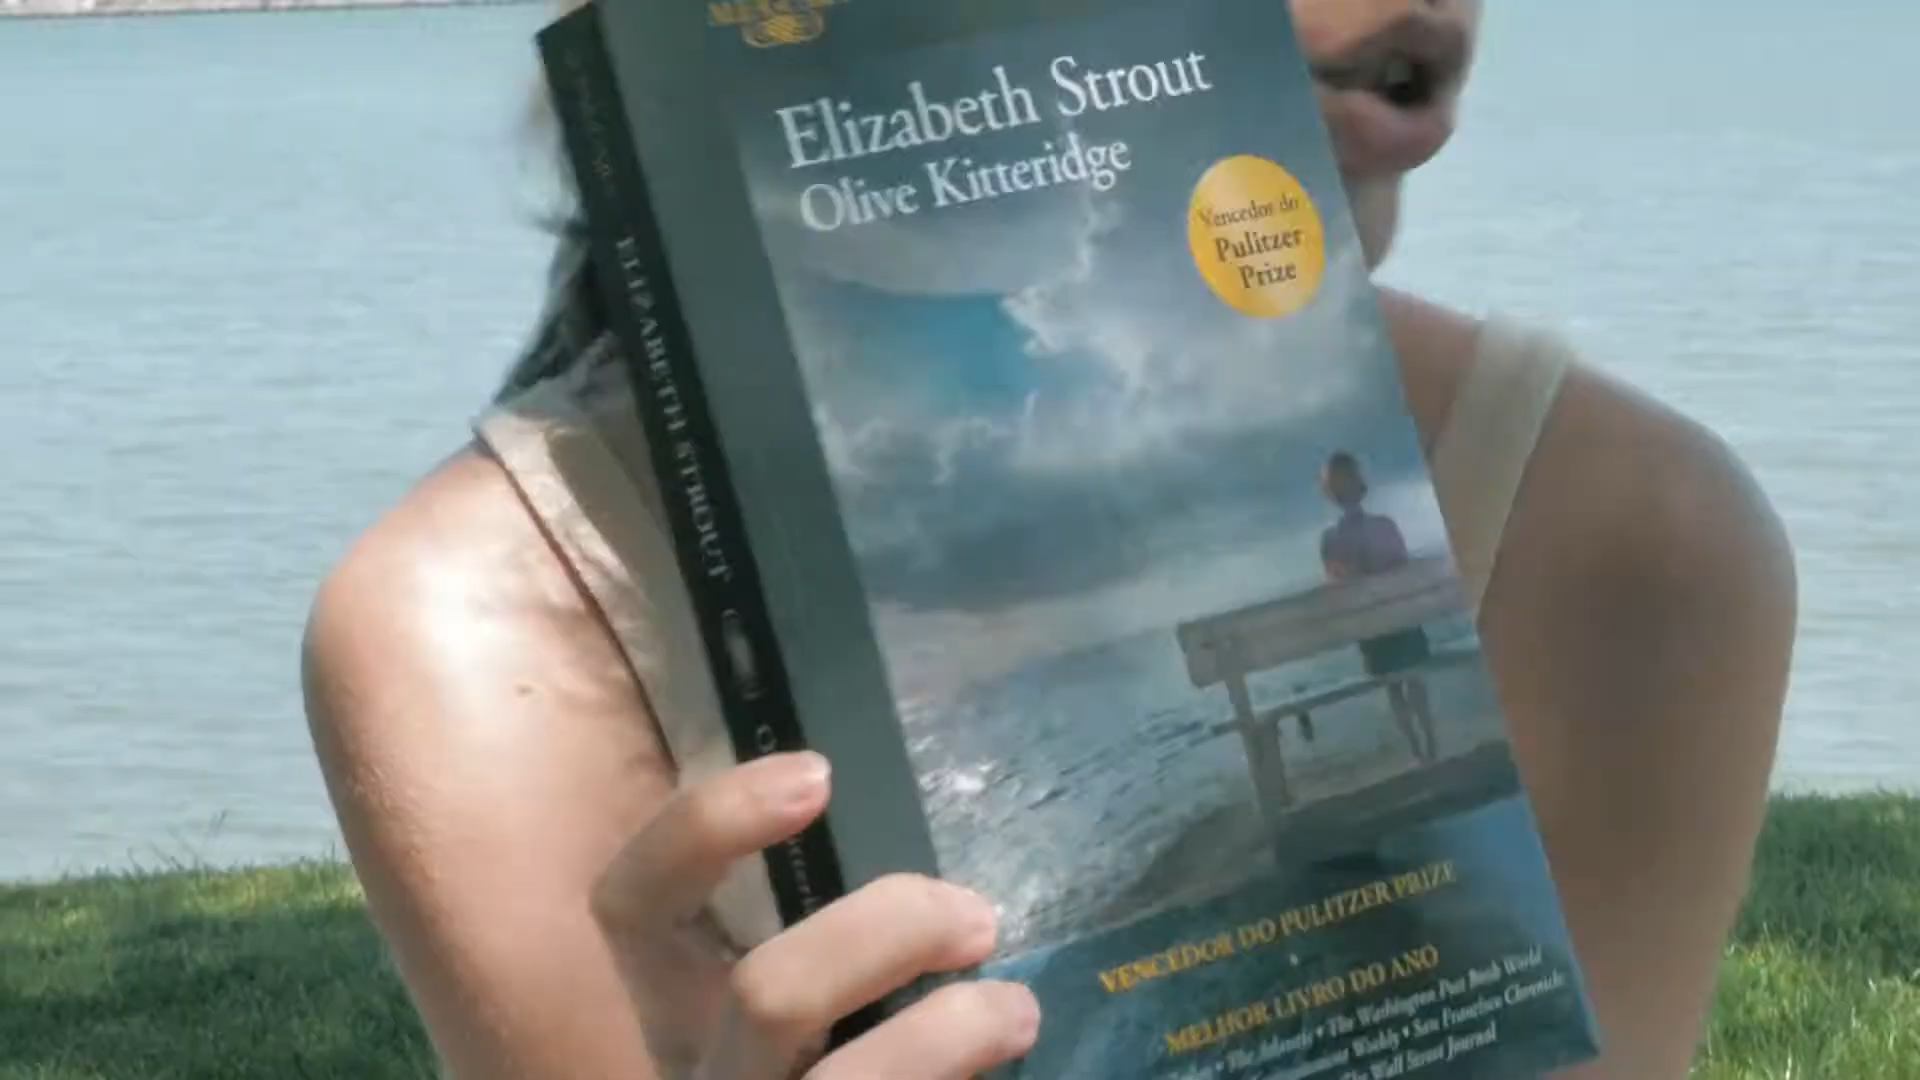 Elizabeth Strout
Olive Kitteridge
Vencedor do
Pulitzer
Prize
ELIZABETH STROUT
VENCEDOR DO PULITZER PRIZE
MELHOR LIVRO DO ANO
The Atlantic • The Washington Post Book World
Weekly • San Francisco Chronicle
The Wall Street Journal